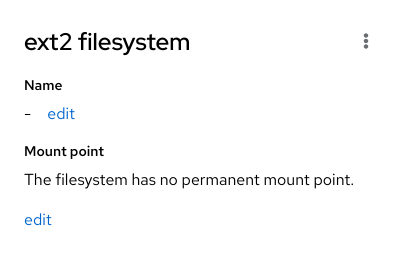 ext2 filesystem
Name
- edit
Mount point
The filesystem has no permanent mount point.
edit